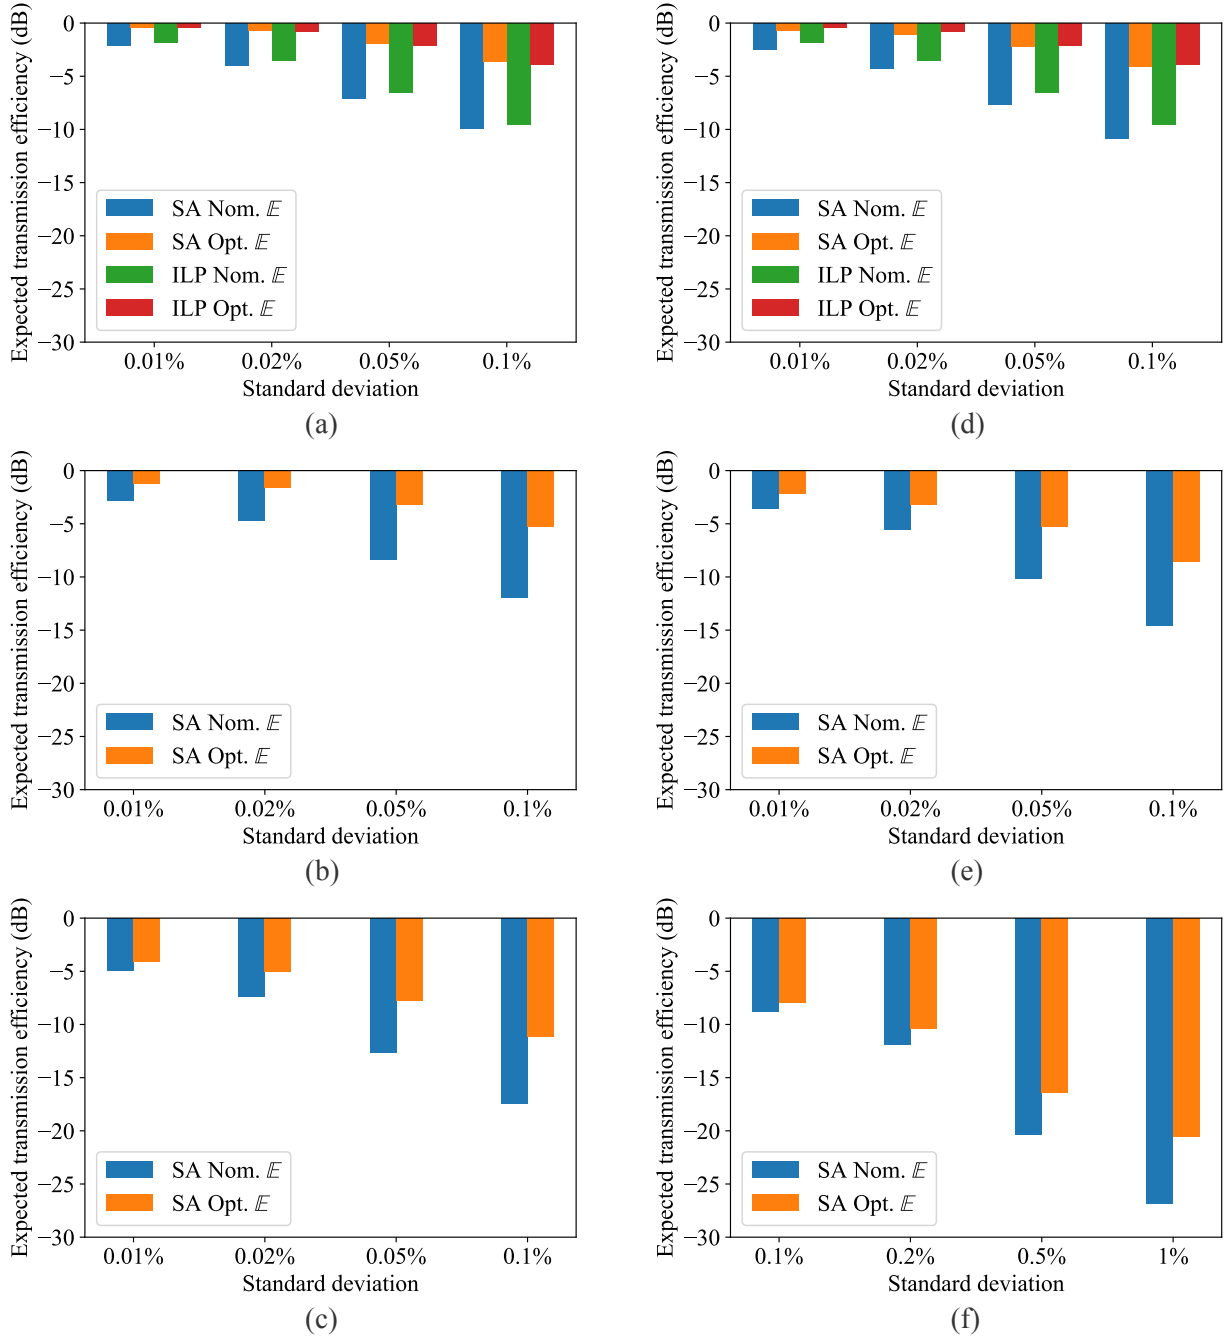 Expected transmission efficiency (dB)
0
−5
−10
−15
−20
−25
−30
SA Nom. 𝔼
SA Opt. 𝔼
ILP Nom. 𝔼
ILP Opt. 𝔼
0.01% 0.02% 0.05% 0.1%
Standard deviation
(a)
Expected transmission efficiency (dB)
0
−5
−10
−15
−20
−25
−30
SA Nom. 𝔼
SA Opt. 𝔼
ILP Nom. 𝔼
ILP Opt. 𝔼
0.01% 0.02% 0.05% 0.1%
Standard deviation
(d)
Expected transmission efficiency (dB)
0
−5
−10
−15
−20
−25
−30
SA Nom. 𝔼
SA Opt. 𝔼
0.01% 0.02% 0.05% 0.1%
Standard deviation
(b)
Expected transmission efficiency (dB)
0
−5
−10
−15
−20
−25
−30
SA Nom. 𝔼
SA Opt. 𝔼
0.01% 0.02% 0.05% 0.1%
Standard deviation
(e)
Expected transmission efficiency (dB)
0
−5
−10
−15
−20
−25
−30
SA Nom. 𝔼
SA Opt. 𝔼
0.01% 0.02% 0.05% 0.1%
Standard deviation
(c)
Expected transmission efficiency (dB)
0
−5
−10
−15
−20
−25
−30
SA Nom. 𝔼
SA Opt. 𝔼
0.1% 0.2% 0.5% 1%
Standard deviation
(f)